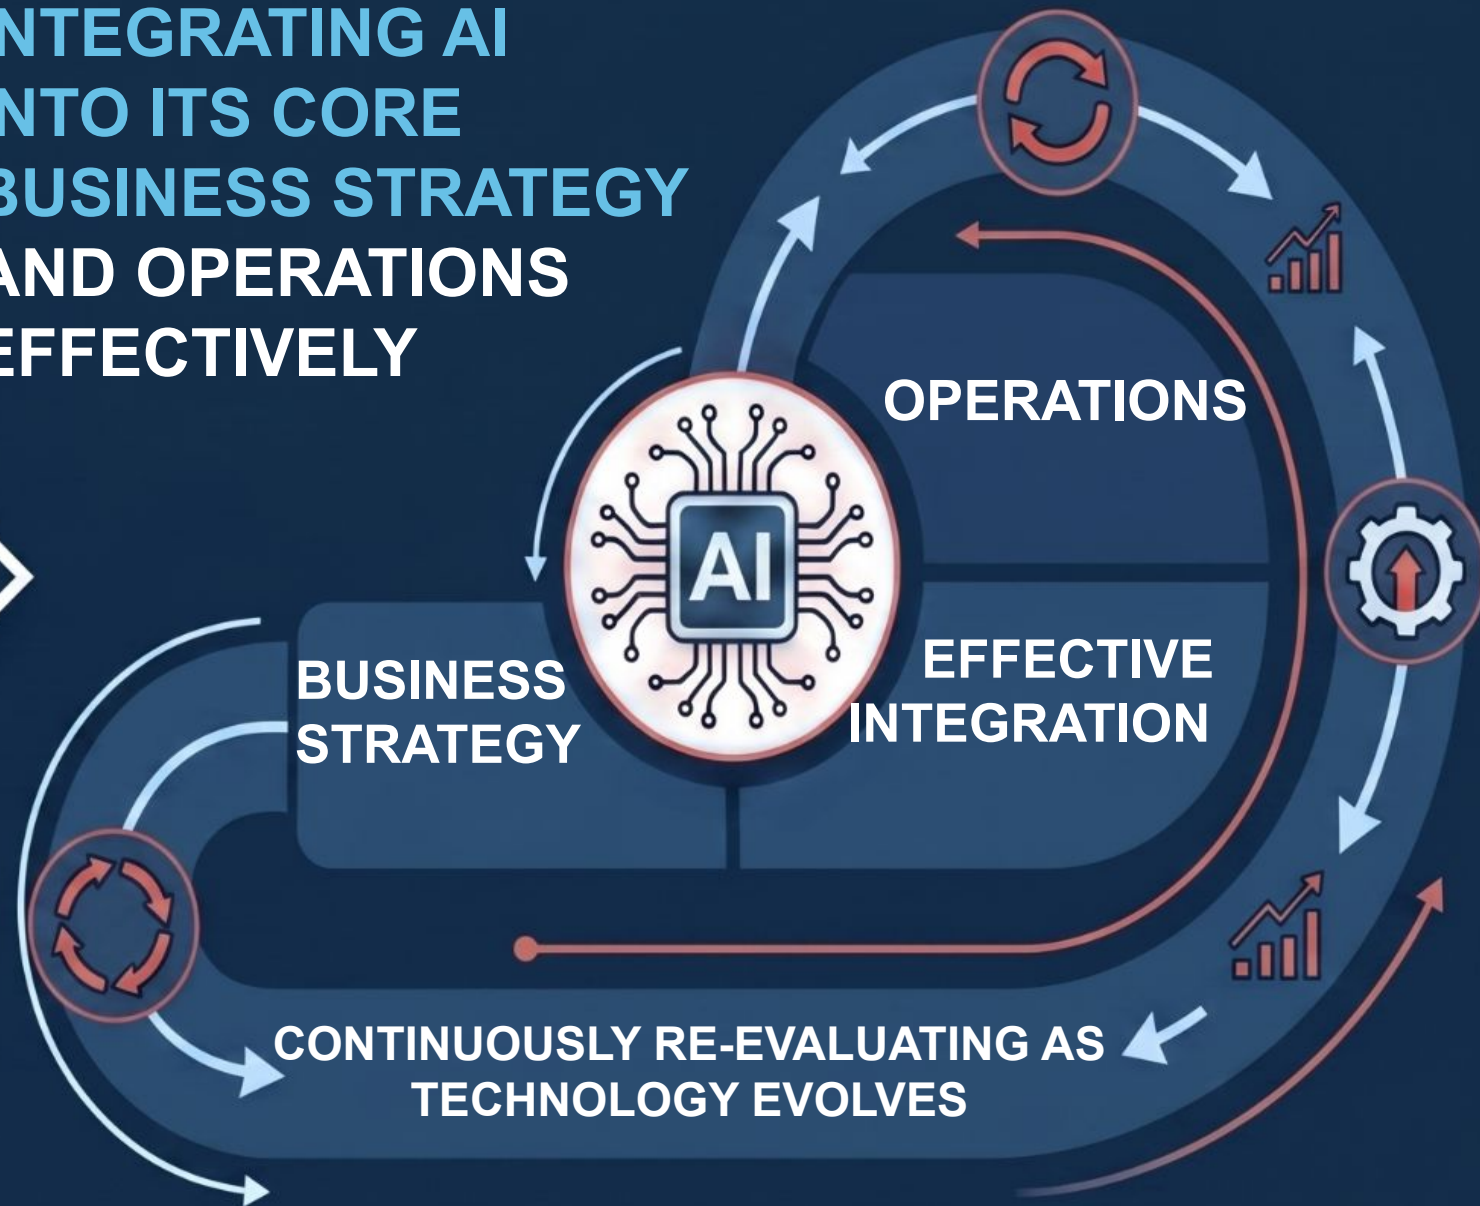 NTEGRATING AI
NTO ITS CORE
BUSINESS STRATEGY
AND OPERATIONS
EFFECTIVELY
OPERATIONS
AI
BUSINESS
STRATEGY
EFFECTIVE
INTEGRATION
CONTINUOUSLY RE-EVALUATING AS
TECHNOLOGY EVOLVES